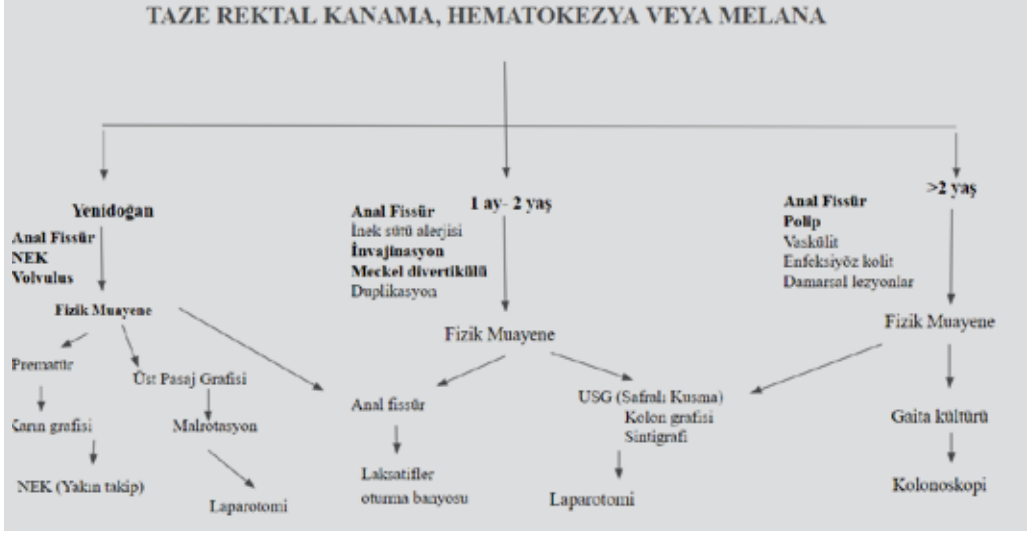 TAZE REKTAL KANAMA, HEMATOKEZYA VEYA MELANA
Yenidoğan
Anal Fissür
NEK
Volvulus
Fizik Muayene
Prematür
Karın grafisi
NEK (Yakın takip)
Üst Pasaj Grafisi
Malrotasyon
Laparotomi
1 ay- 2 yaş
Anal Fissür
İnek sütü alerjisi
İnvajinasyon
Meckel divertikülü
Duplikasyon
Fizik Muayene
Anal fissür
Laksatifler
oturma banyosu
USG (Safralı Kusma)
Kolon grafisi
Sintigrafi
Laparotomi
>2 yaş
Anal Fissür
Polip
Vaskülit
Enfeksiyöz kolit
Damarsal lezyonlar
Fizik Muayene
Gaita kültürü
Kolonoskopi